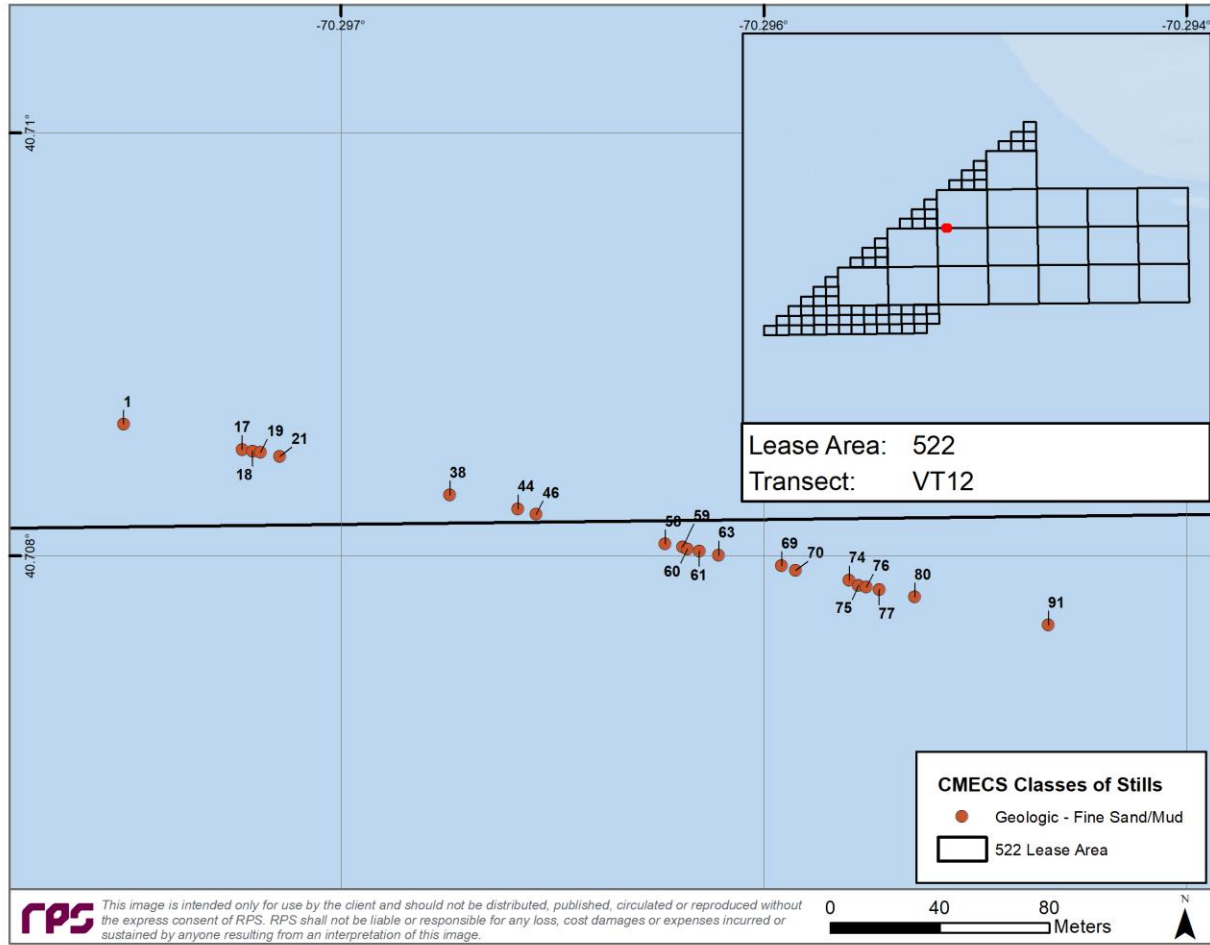 -70.297°
-70.296°
-70.294°
40.71°
40.708°
1
17
18
19
21
38
44
46
58
59
60
61
63
69
70
74
75
76
77
80
91
Lease Area: 522
Transect: VT12
CMECS Classes of Stills
Geologic - Fine Sand/Mud
522 Lease Area
rps
This image is intended only for use by the client and should not be distributed, published, circulated or reproduced without
the express consent of RPS. RPS shall not be liable or responsible for any loss, cost damages or expenses incurred or
sustained by anyone resulting from an interpretation of this image.
0 40 80
Meters
N